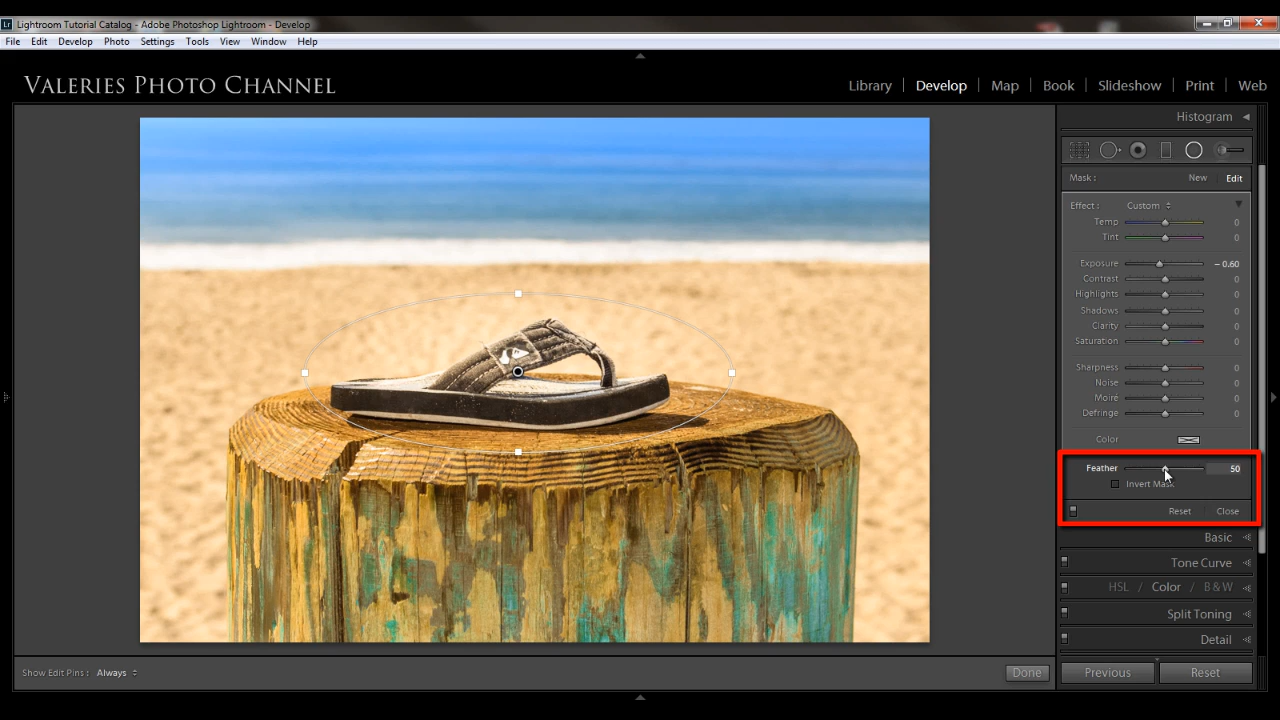 Lr Lightroom Tutorial Catalog - Adobe Photoshop Lightroom - Develop
File Edit Develop Photo Settings Tools View Window Help
Valeries Photo Channel
Library | Develop | Map | Book | Slideshow | Print | Web
Histogram
Mask : New Edit
Effect : Custom
Temp 0
Tint 0
Exposure – 0.60
Contrast 0
Highlights 0
Shadows 0
Clarity 0
Saturation 0
Sharpness 0
Noise 0
Moiré 0
Defringe 0
Color
Feather 50
Invert Mask
Reset Close
Basic
Tone Curve
HSL / Color / B & W
Split Toning
Detail
Show Edit Pins : Always
Done
Previous Reset